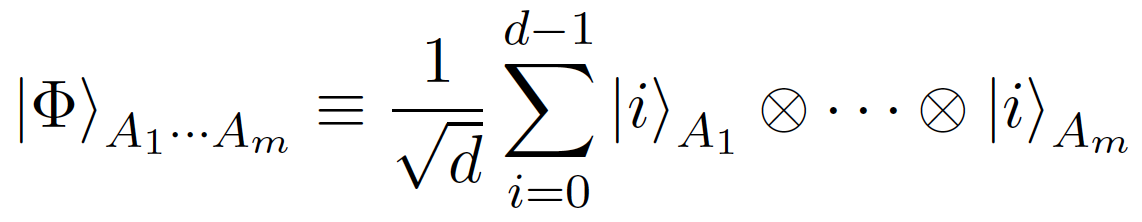 |Φ⟩_{A_1⋯A_m} ≡ \frac{1}{\sqrt{d}} \sum_{i=0}^{d−1} |i⟩_{A_1} ⊗ ⋯ ⊗ |i⟩_{A_m}